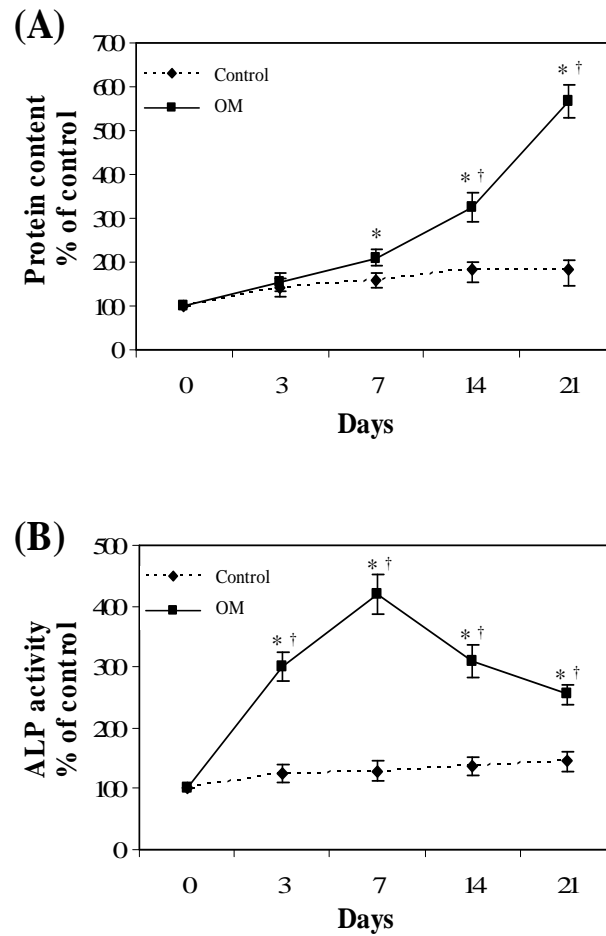 (A)
700
600
500
400
300
200
100
0
Protein content
% of control
Control
OM
*
* †
* †
0 3 7 14 21
Days
(B)
500
400
300
200
100
0
ALP activity
% of control
Control
OM
* †
* †
* †
* †
0 3 7 14 21
Days